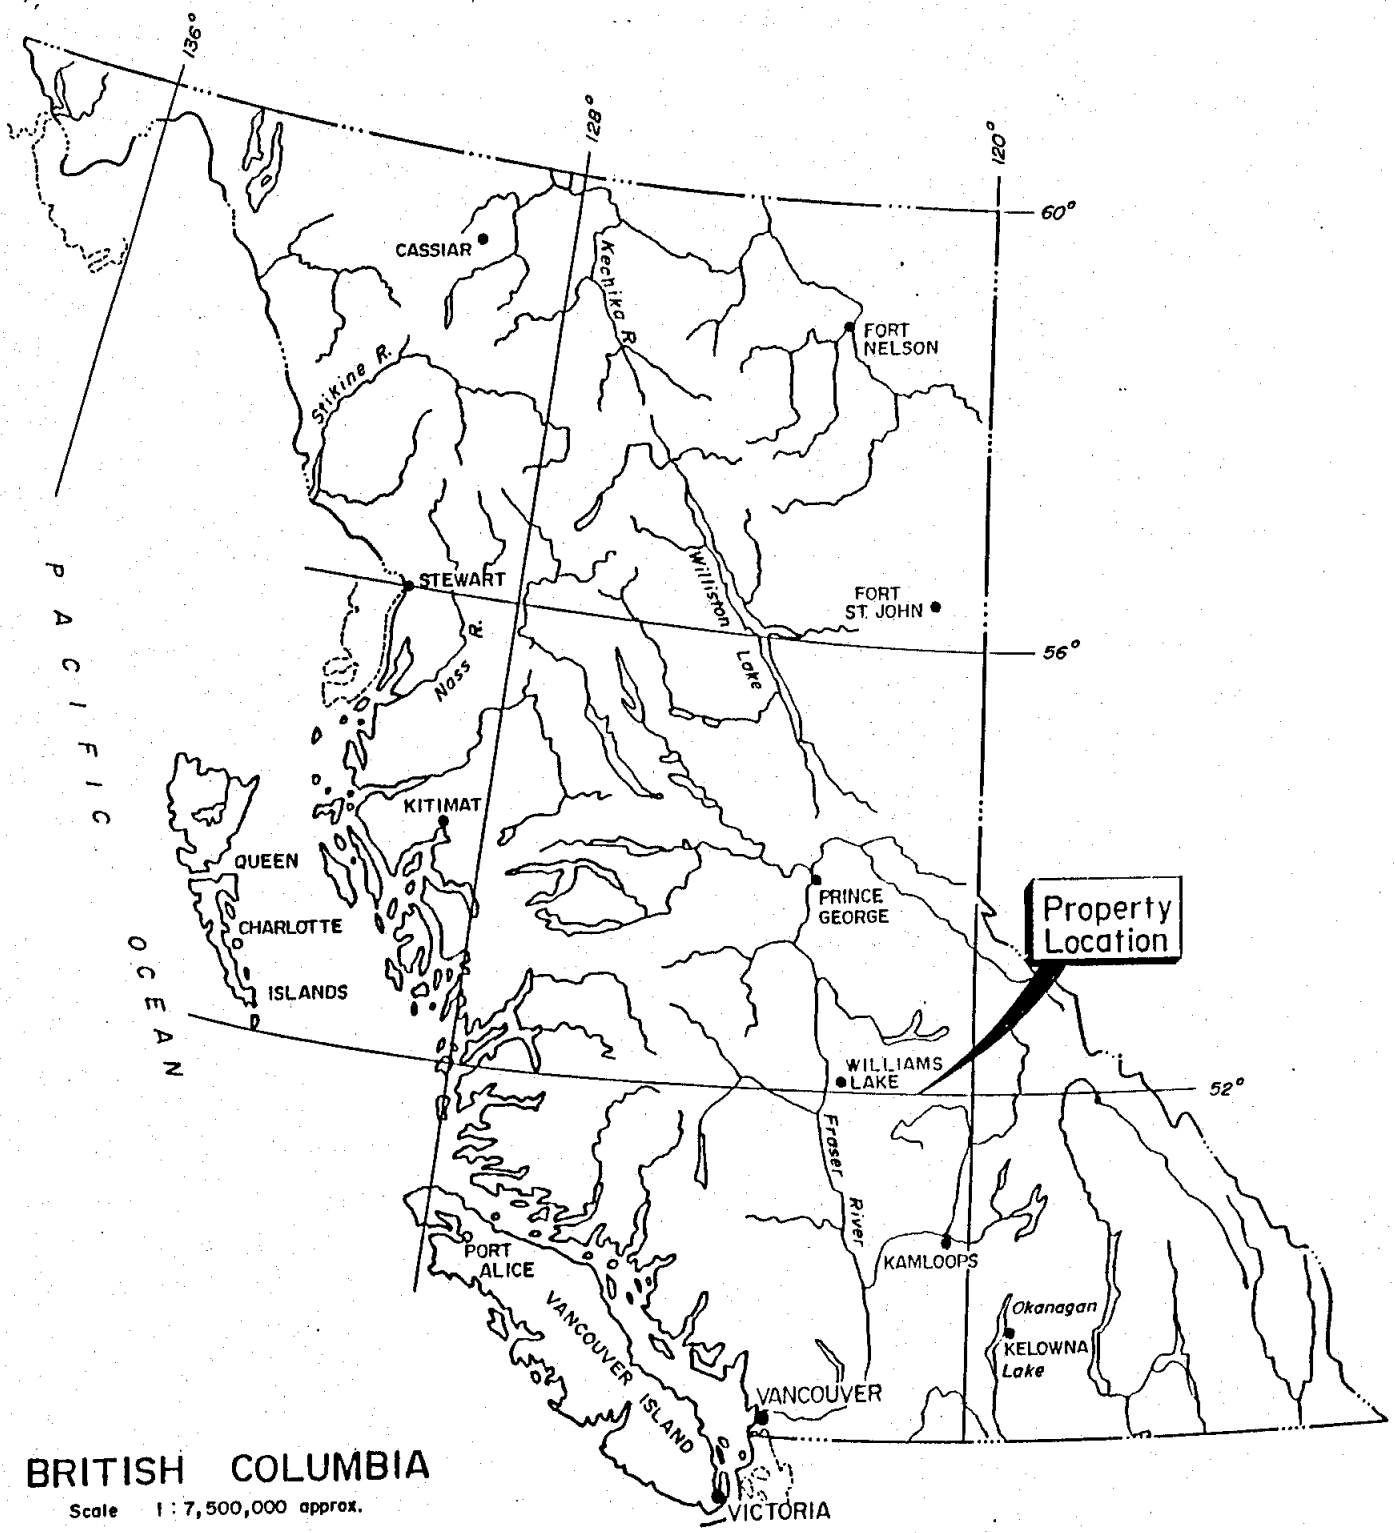 136°
128°
120°
60°
CASSIAR
Kechika R.
FORT
NELSON
Stikine R.
STEWART
Williston
Lake
FORT
ST. JOHN
56°
Nass R.
PACIFIC
OCEAN
KITIMAT
QUEEN
CHARLOTTE
ISLANDS
PRINCE
GEORGE
Property
Location
WILLIAMS
LAKE
52°
Fraser River
PORT
ALICE
KAMLOOPS
VANCOUVER ISLAND
Okanagan
KELOWNA
Lake
VANCOUVER
BRITISH COLUMBIA
Scale 1:7,500,000 approx.
VICTORIA